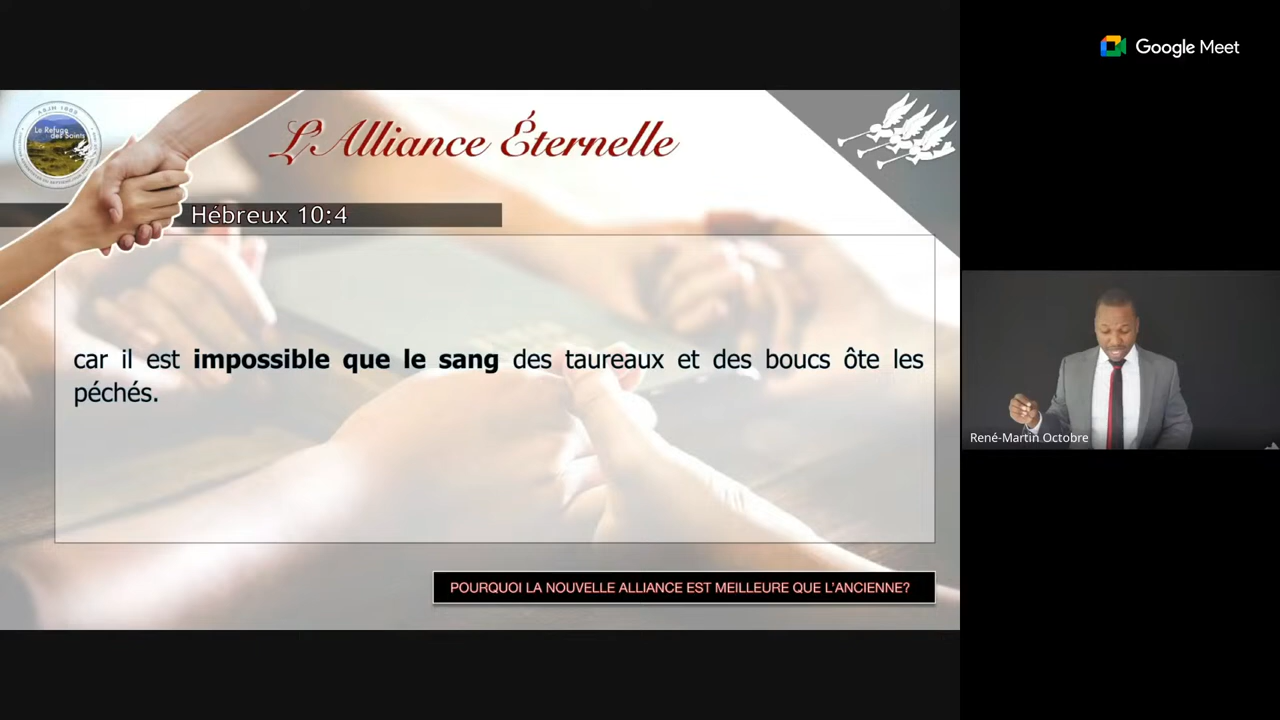 Google Meet
Le Refuge
des Saints
L'Alliance Éternelle
Hébreux 10:4
car il est impossible que le sang des taureaux et des boucs ôte les
péchés.
René-Martin Octobre
POURQUOI LA NOUVELLE ALLIANCE EST MEILLEURE QUE L'ANCIENNE?